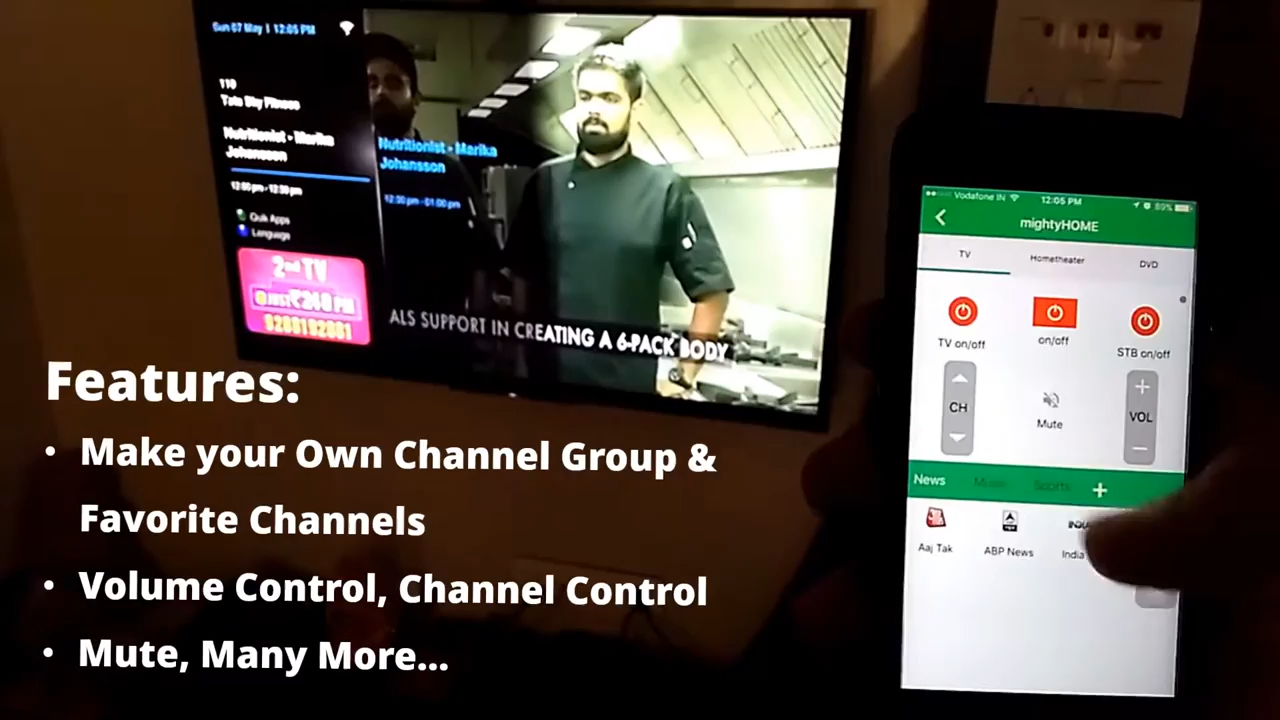 Sun 07 May | 12:05 PM
110
Tata Sky Fitness
Nutritionist - Marika
Johansson
12:00 pm - 12:30 pm
Quik Apps
Language
2nd TV
JUST ₹240 PM
Nutritionist - Marika
Johansson
12:30 pm - 01:00 pm
ALS SUPPORT IN CREATING A 6-PACK BODY
Features:
• Make your Own Channel Group &
Favorite Channels
• Volume Control, Channel Control
• Mute, Many More...
Vodafone IN 12:05 PM 89%
mightyHOME
TV Hometheater DVD
TV on/off on/off STB on/off
CH Mute VOL
News Music Sports +
Aaj Tak ABP News India